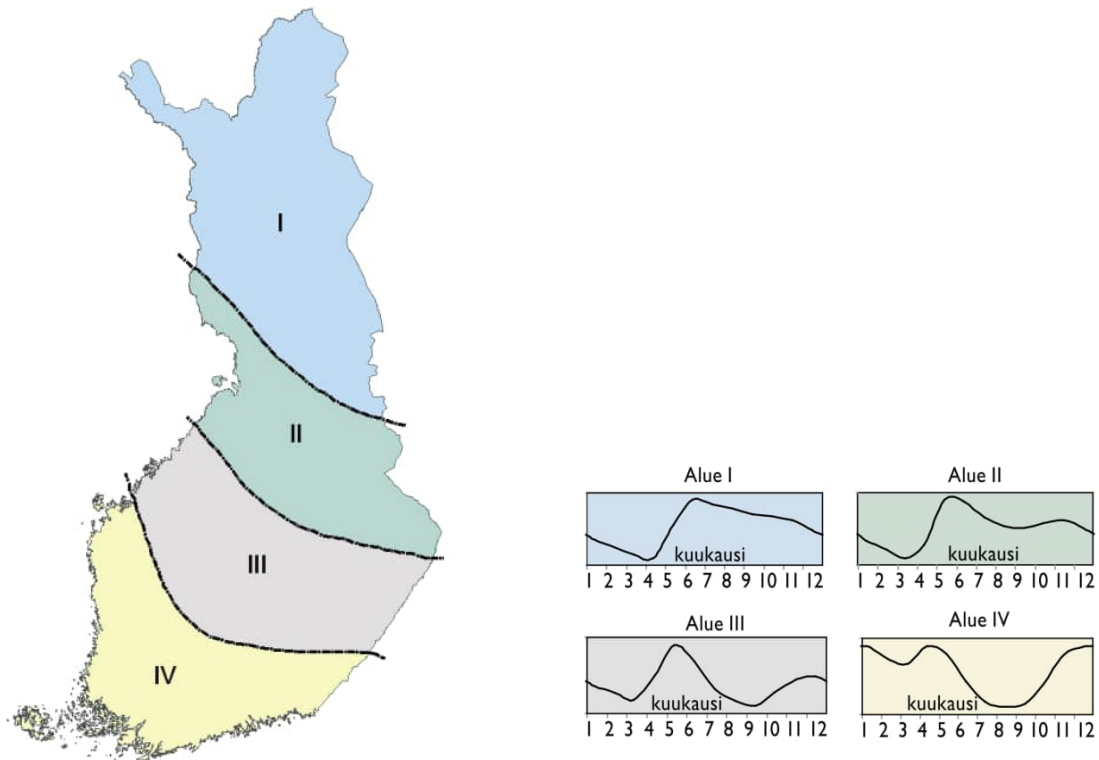 I
II
III
IV
Alue I
kuukausi
1 2 3 4 5 6 7 8 9 10 11 12
Alue II
kuukausi
1 2 3 4 5 6 7 8 9 10 11 12
Alue III
kuukausi
1 2 3 4 5 6 7 8 9 10 11 12
Alue IV
kuukausi
1 2 3 4 5 6 7 8 9 10 11 12